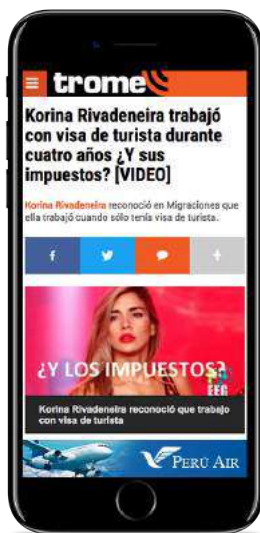 trome
Korina Rivadeneira trabajó
con visa de turista durante
cuatro años ¿Y sus
impuestos? [VIDEO]
Korina Rivadeneira reconoció en Migraciones que
ella trabajó cuando sólo tenía visa de turista.
f
+
¿Y LOS IMPUESTOS?
EEG
Korina Rivadeneira reconoció que trabajo
con visa de turista
PERÚ AIR